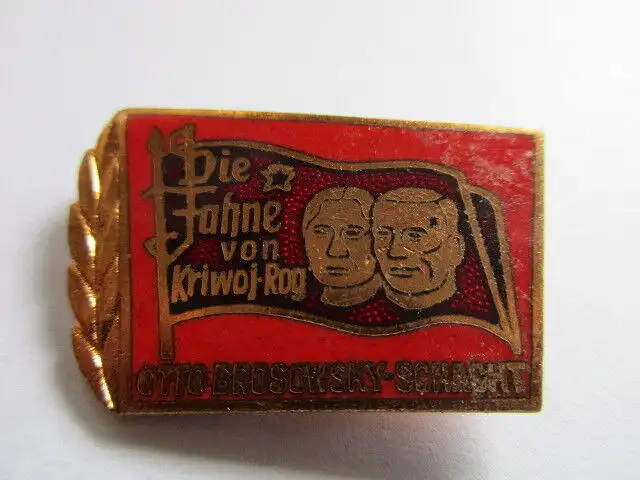 Die
Fahne
von
Kriwoj-Rog
OTTO-BROSOWSKY-SCHACHT